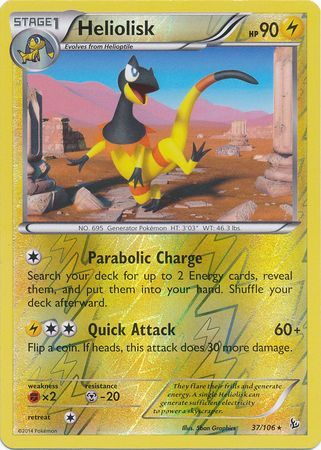 STAGE1 Heliolisk HP 90
Evolves from Helioptile
NO. 695 Generator Pokémon HT: 3'03" WT: 46.3 lbs.
Parabolic Charge
Search your deck for up to 2 Energy cards, reveal
them, and put them into your hand. Shuffle your
deck afterward.
Quick Attack 60+
Flip a coin. If heads, this attack does 30 more damage.
weakness resistance
×2 -20
retreat
They flare their frills and generate
energy. A single Heliolisk can
generate sufficient electricity
to power a skyscraper.
©2014 Pokémon Illus. 5ban Graphics 37/106 ★